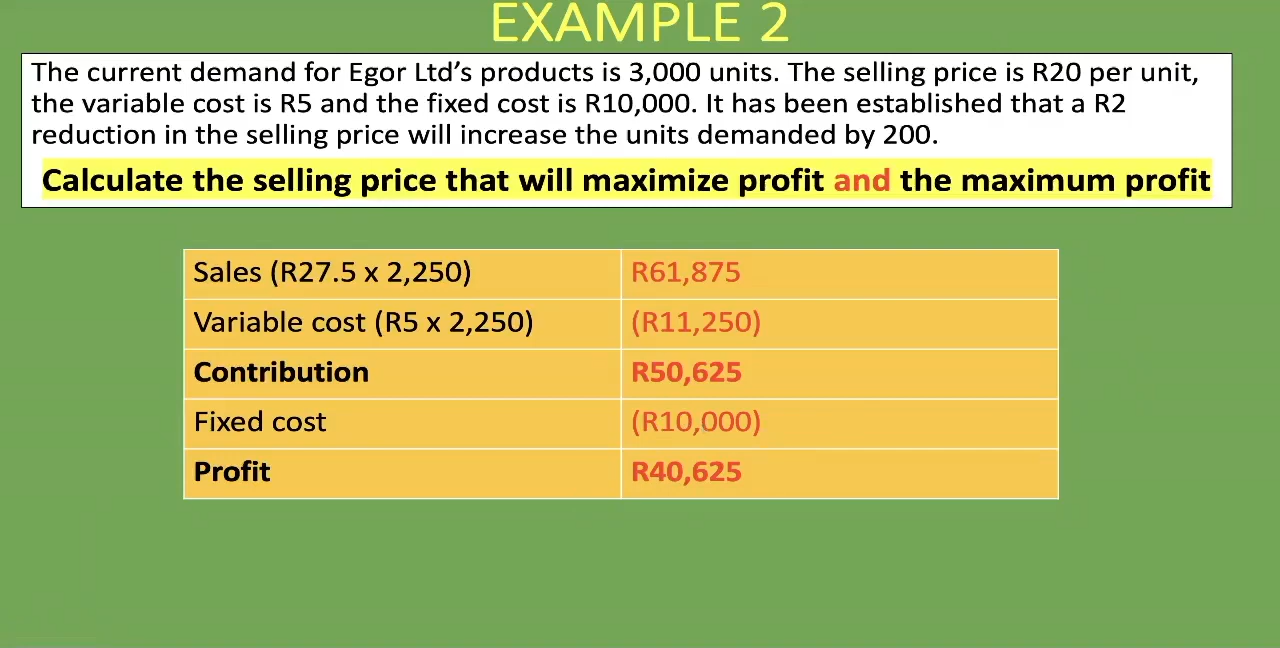 EXAMPLE 2
The current demand for Egor Ltd’s products is 3,000 units. The selling price is R20 per unit,
the variable cost is R5 and the fixed cost is R10,000. It has been established that a R2
reduction in the selling price will increase the units demanded by 200.
Calculate the selling price that will maximize profit and the maximum profit
Sales (R27.5 x 2,250) R61,875
Variable cost (R5 x 2,250) (R11,250)
Contribution R50,625
Fixed cost (R10,000)
Profit R40,625